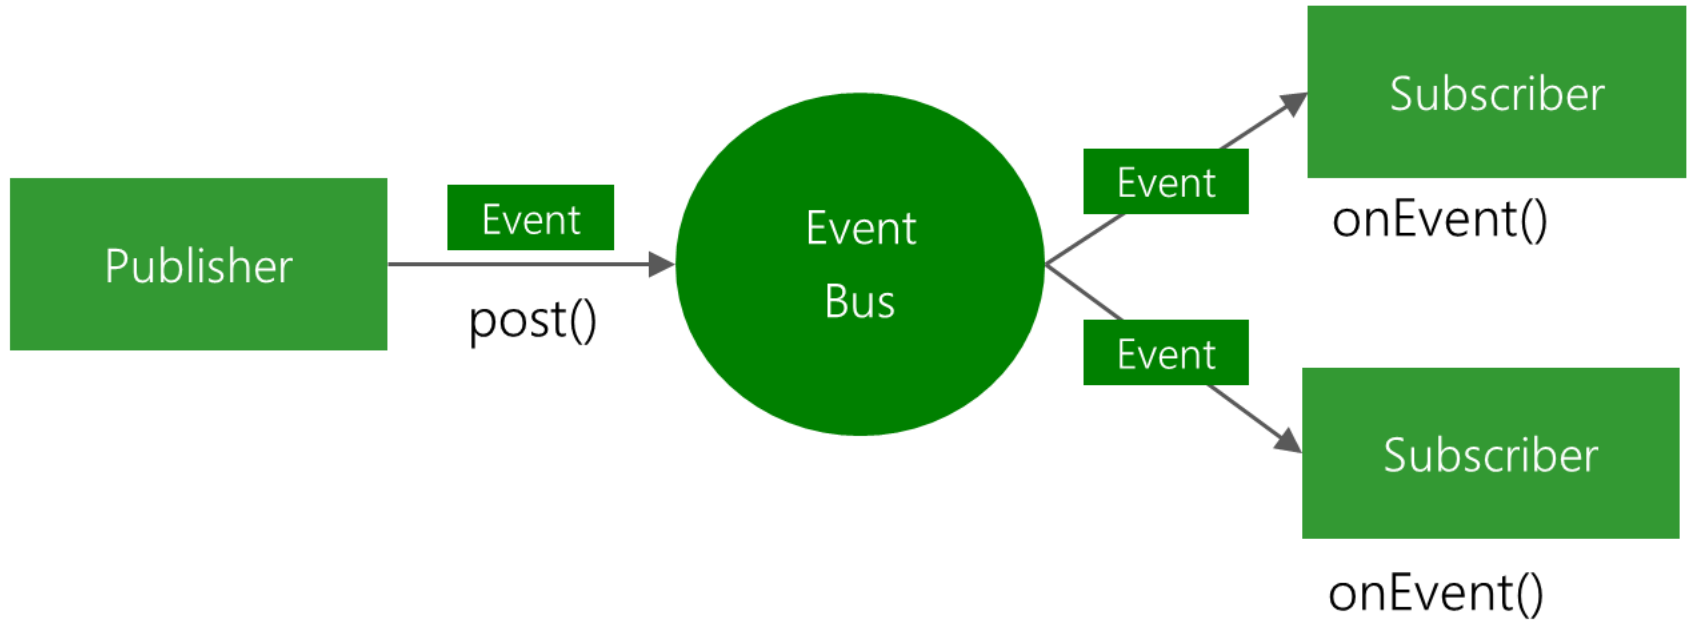 Publisher
Event
post()
Event
Bus
Event
Subscriber
onEvent()
Event
Subscriber
onEvent()